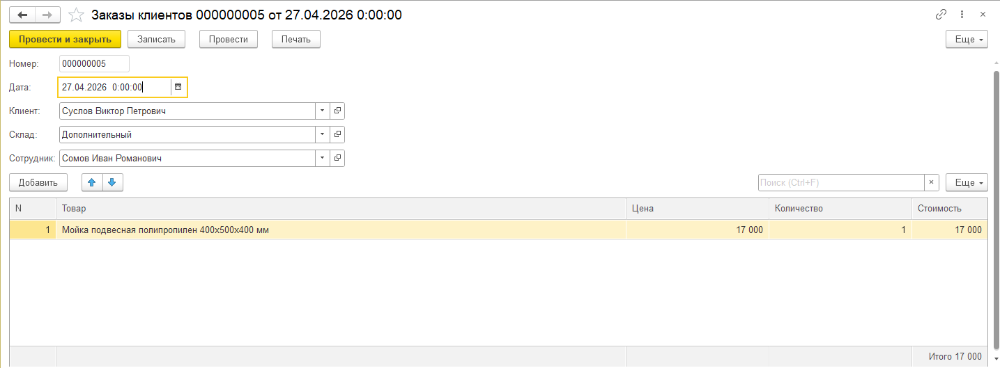 Заказы клиентов 000000005 от 27.04.2026 0:00:00
Провести и закрыть Записать Провести Печать Еще
Номер: 000000005
Дата: 27.04.2026 0:00:00
Клиент: Суслов Виктор Петрович
Склад: Дополнительный
Сотрудник: Сомов Иван Романович
Добавить Поиск (Ctrl+F) × Еще
N Товар Цена Количество Стоимость
1 Мойка подвесная полипропилен 400х500х400 мм 17 000 1 17 000
Итого 17 000